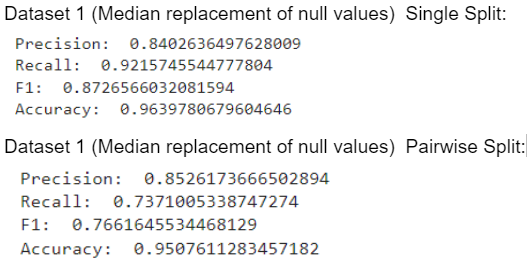 Dataset 1 (Median replacement of null values) Single Split:
Precision: 0.8402636497628009
Recall: 0.9215745544777804
F1: 0.8726566032081594
Accuracy: 0.9639780679604646
Dataset 1 (Median replacement of null values) Pairwise Split:
Precision: 0.8526173666502894
Recall: 0.7371005338747274
F1: 0.7661645534468129
Accuracy: 0.9507611283457182